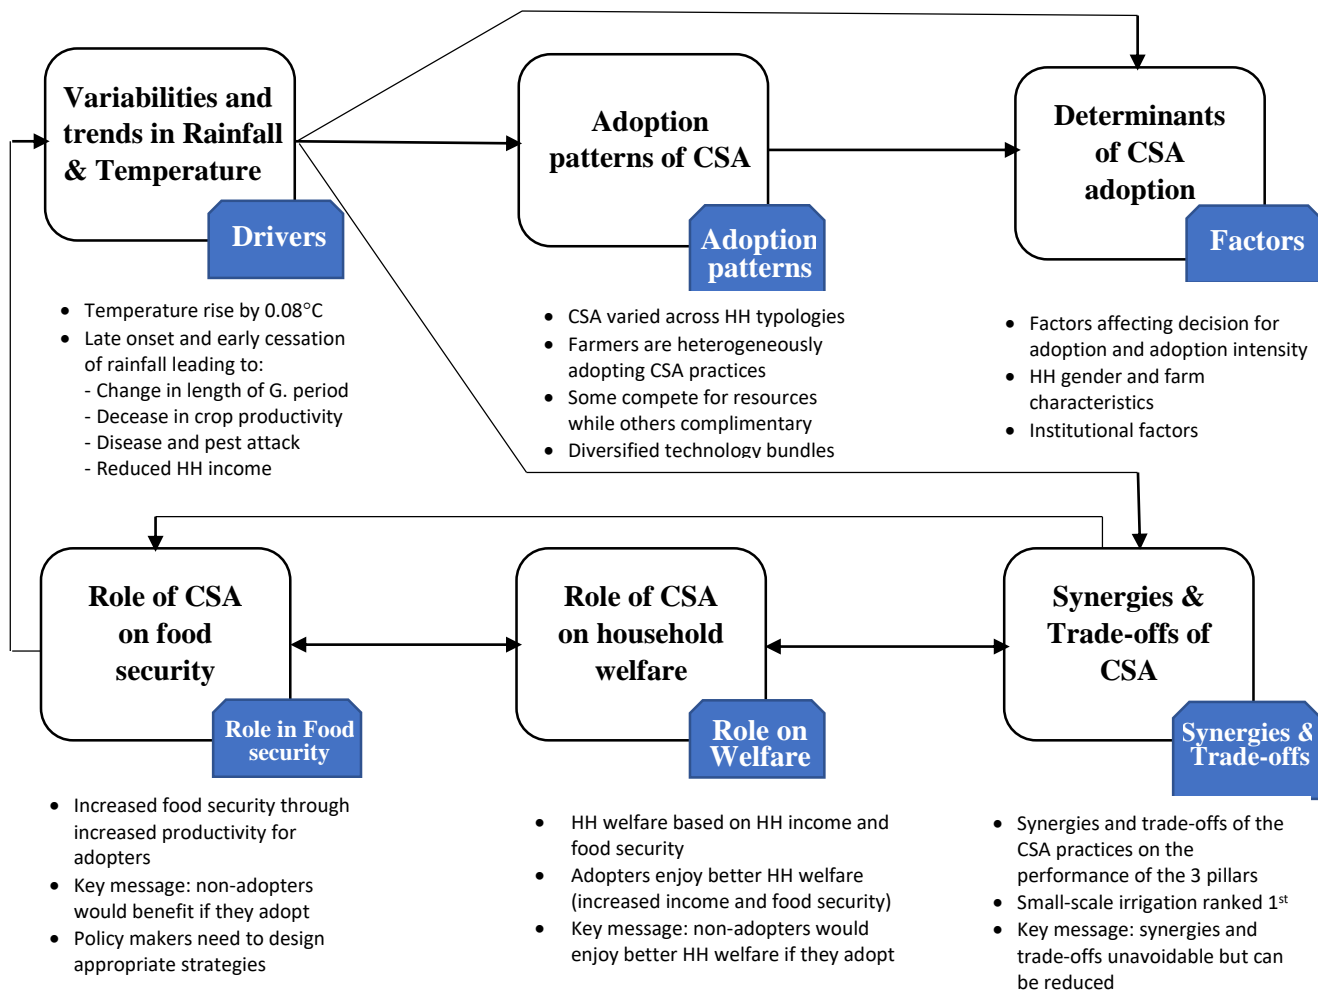 Variabilities and
trends in Rainfall
& Temperature
Drivers
• Temperature rise by 0.08°C
• Late onset and early cessation
of rainfall leading to:
- Change in length of G. period
- Decease in crop productivity
- Disease and pest attack
- Reduced HH income
Adoption
patterns of CSA
Adoption
patterns
• CSA varied across HH typologies
• Farmers are heterogeneously
adopting CSA practices
• Some compete for resources
while others complimentary
• Diversified technology bundles
Determinants
of CSA
adoption
Factors
• Factors affecting decision for
adoption and adoption intensity
• HH gender and farm
characteristics
• Institutional factors
Role of CSA
on food
security
Role in Food
security
• Increased food security through
increased productivity for
adopters
• Key message: non-adopters
would benefit if they adopt
• Policy makers need to design
appropriate strategies
Role of CSA
on household
welfare
Role on
Welfare
• HH welfare based on HH income and
food security
• Adopters enjoy better HH welfare
(increased income and food security)
• Key message: non-adopters would
enjoy better HH welfare if they adopt
Synergies &
Trade-offs of
CSA
Synergies &
Trade-offs
• Synergies and trade-offs of the
CSA practices on the
performance of the 3 pillars
• Small-scale irrigation ranked 1st
• Key message: synergies and
trade-offs unavoidable but can
be reduced